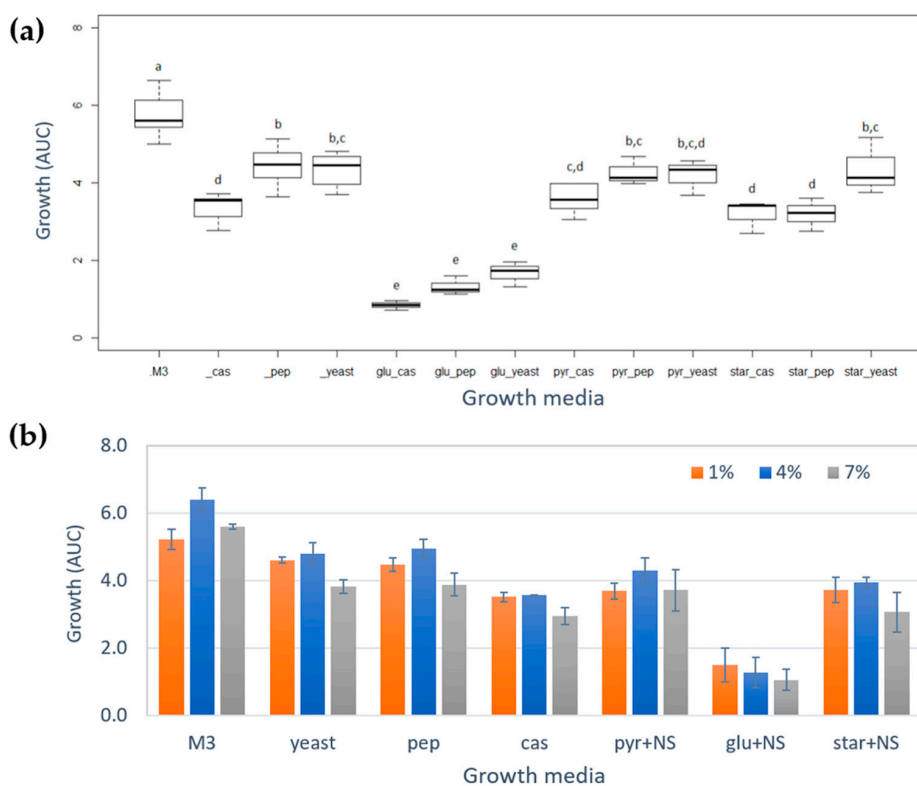 (a)
8
6
4
2
0
Growth (AUC)
a
d
b
b,c
e
e
e
c,d
b,c
b,c,d
d
d
b,c
.M3 _cas _pep _yeast glu_cas glu_pep glu_yeast pyr_cas pyr_pep pyr_yeast star_cas star_pep star_yeast
Growth media
(b)
8.0
6.0
4.0
2.0
0.0
Growth (AUC)
1% 4% 7%
M3 yeast pep cas pyr+NS glu+NS star+NS
Growth media